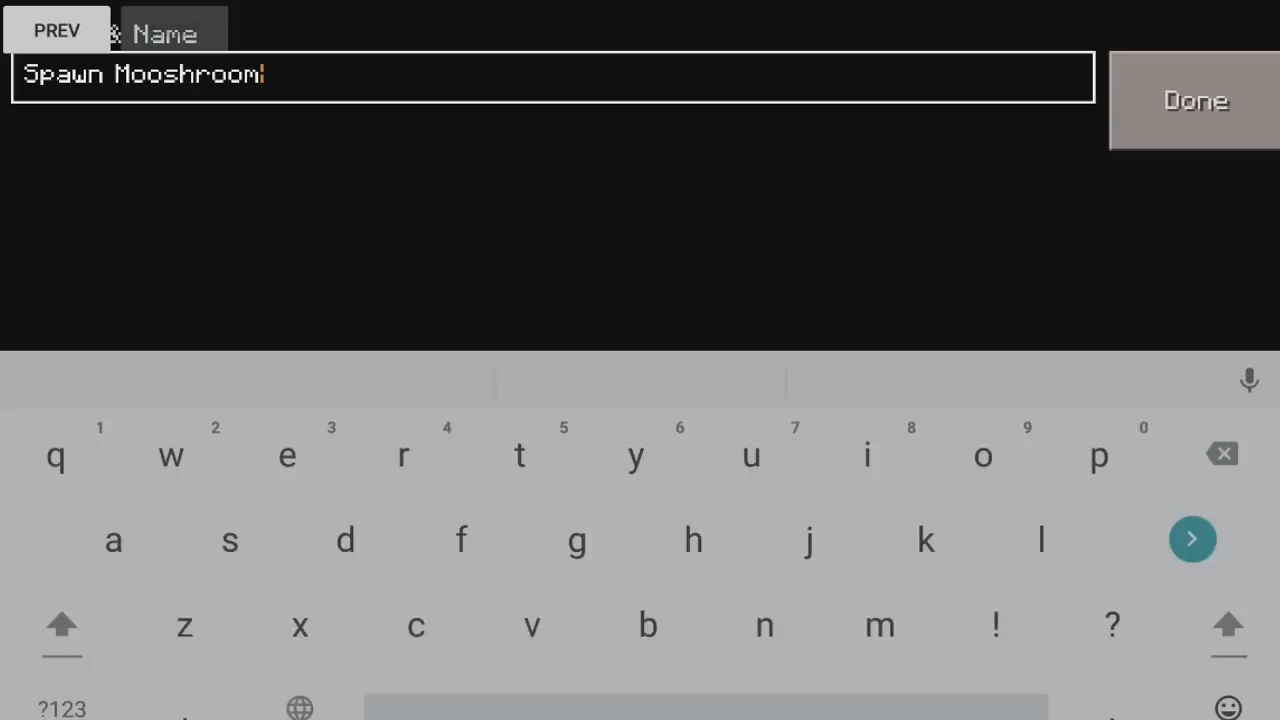 PREV & Name
Spawn Mooshroom
Done
1 2 3 4 5 6 7 8 9 0
q w e r t y u i o p
a s d f g h j k l
z x c v b n m ! ?
?123